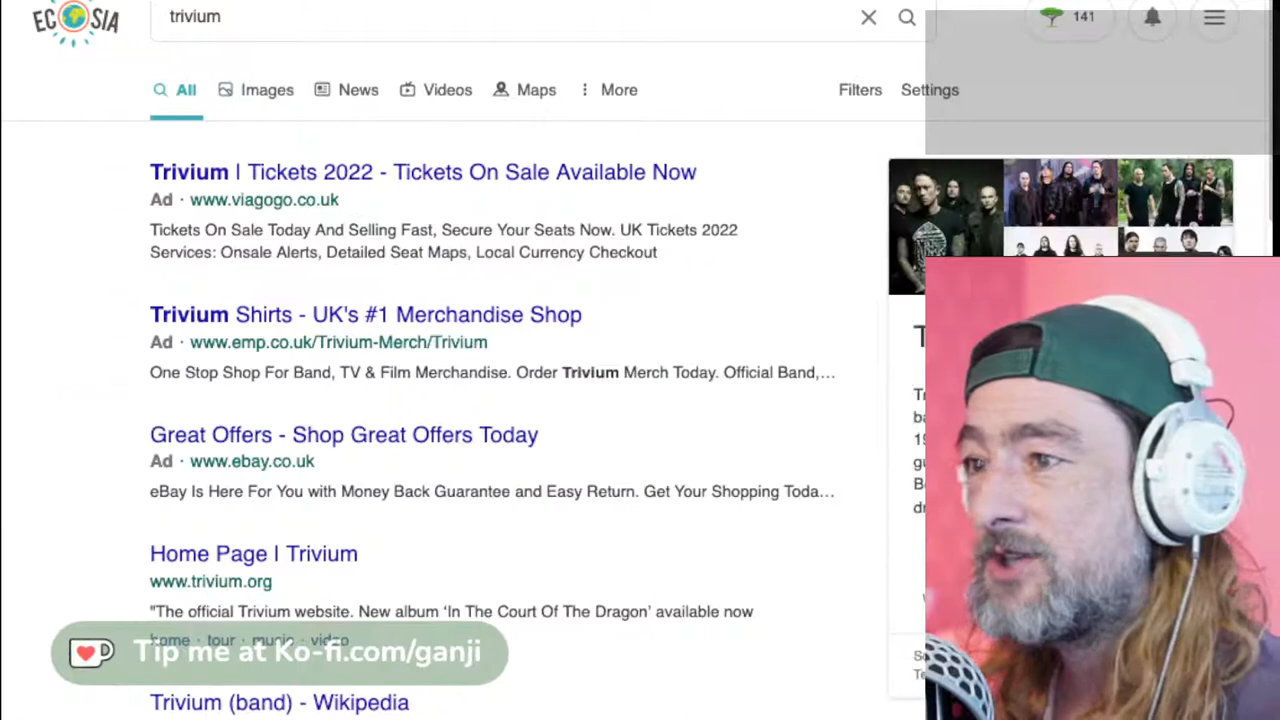 ECOSIA
trivium
141
All
Images
News
Videos
Maps
More
Filters
Settings
Trivium | Tickets 2022 - Tickets On Sale Available Now
Ad · www.viagogo.co.uk
Tickets On Sale Today And Selling Fast, Secure Your Seats Now. UK Tickets 2022
Services: Onsale Alerts, Detailed Seat Maps, Local Currency Checkout
Trivium Shirts - UK's #1 Merchandise Shop
Ad · www.emp.co.uk/Trivium-Merch/Trivium
One Stop Shop For Band, TV & Film Merchandise. Order Trivium Merch Today. Official Band,...
Great Offers - Shop Great Offers Today
Ad · www.ebay.co.uk
eBay Is Here For You with Money Back Guarantee and Easy Return. Get Your Shopping Toda...
Home Page | Trivium
www.trivium.org
"The official Trivium website. New album ‘In The Court Of The Dragon’ available now
home · tour · music · video
Tip me at Ko-fi.com/ganji
Trivium (band) - Wikipedia